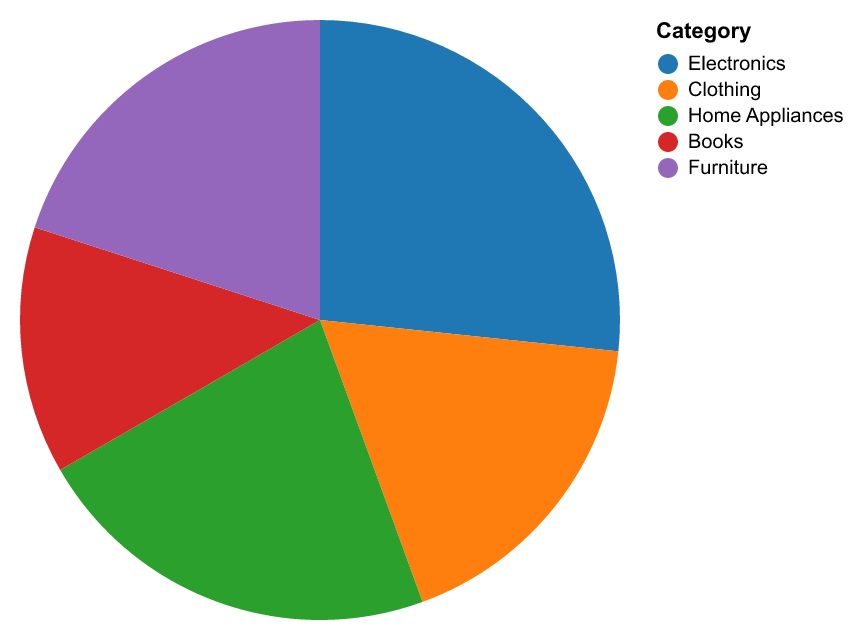 Category
Electronics
Clothing
Home Appliances
Books
Furniture